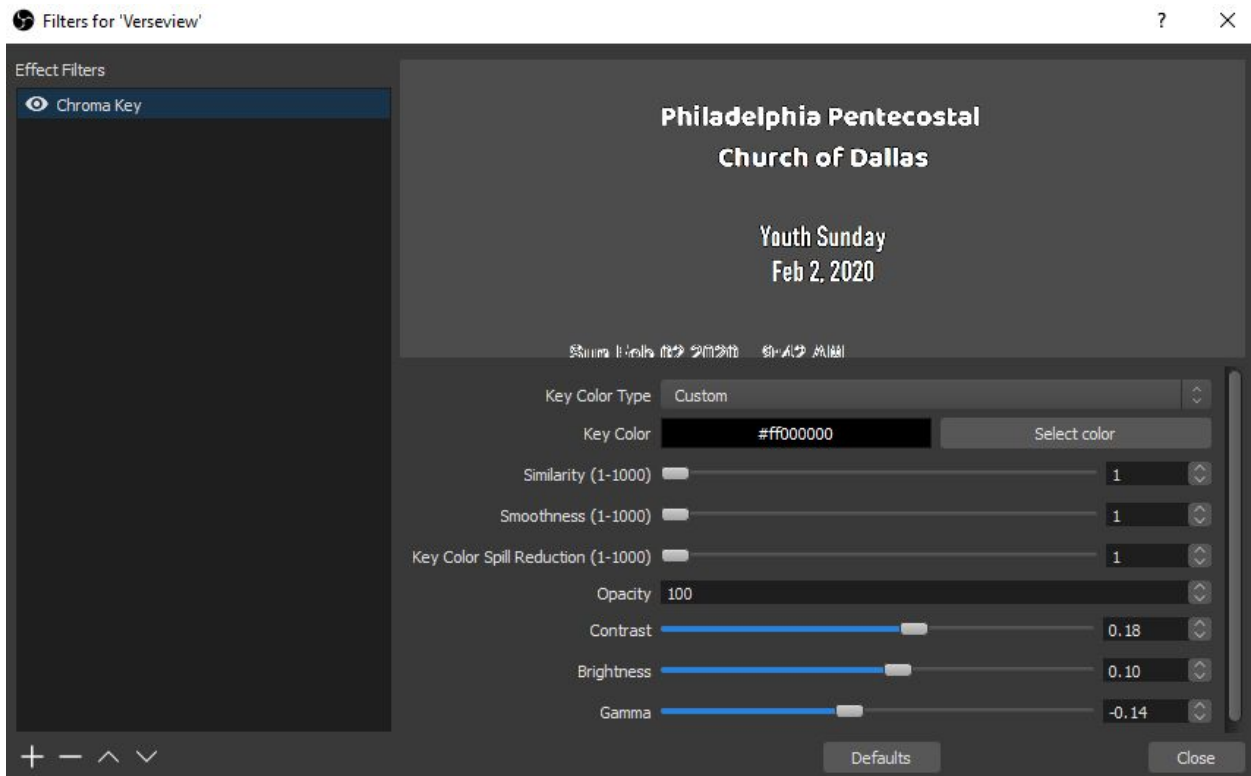 Filters for 'Verseview' ? ×
Effect Filters
Chroma Key
Philadelphia Pentecostal
Church of Dallas
Youth Sunday
Feb 2, 2020
Key Color Type Custom
Key Color #ff000000 Select color
Similarity (1-1000) 1
Smoothness (1-1000) 1
Key Color Spill Reduction (1-1000) 1
Opacity 100
Contrast 0.18
Brightness 0.10
Gamma -0.14
Defaults Close